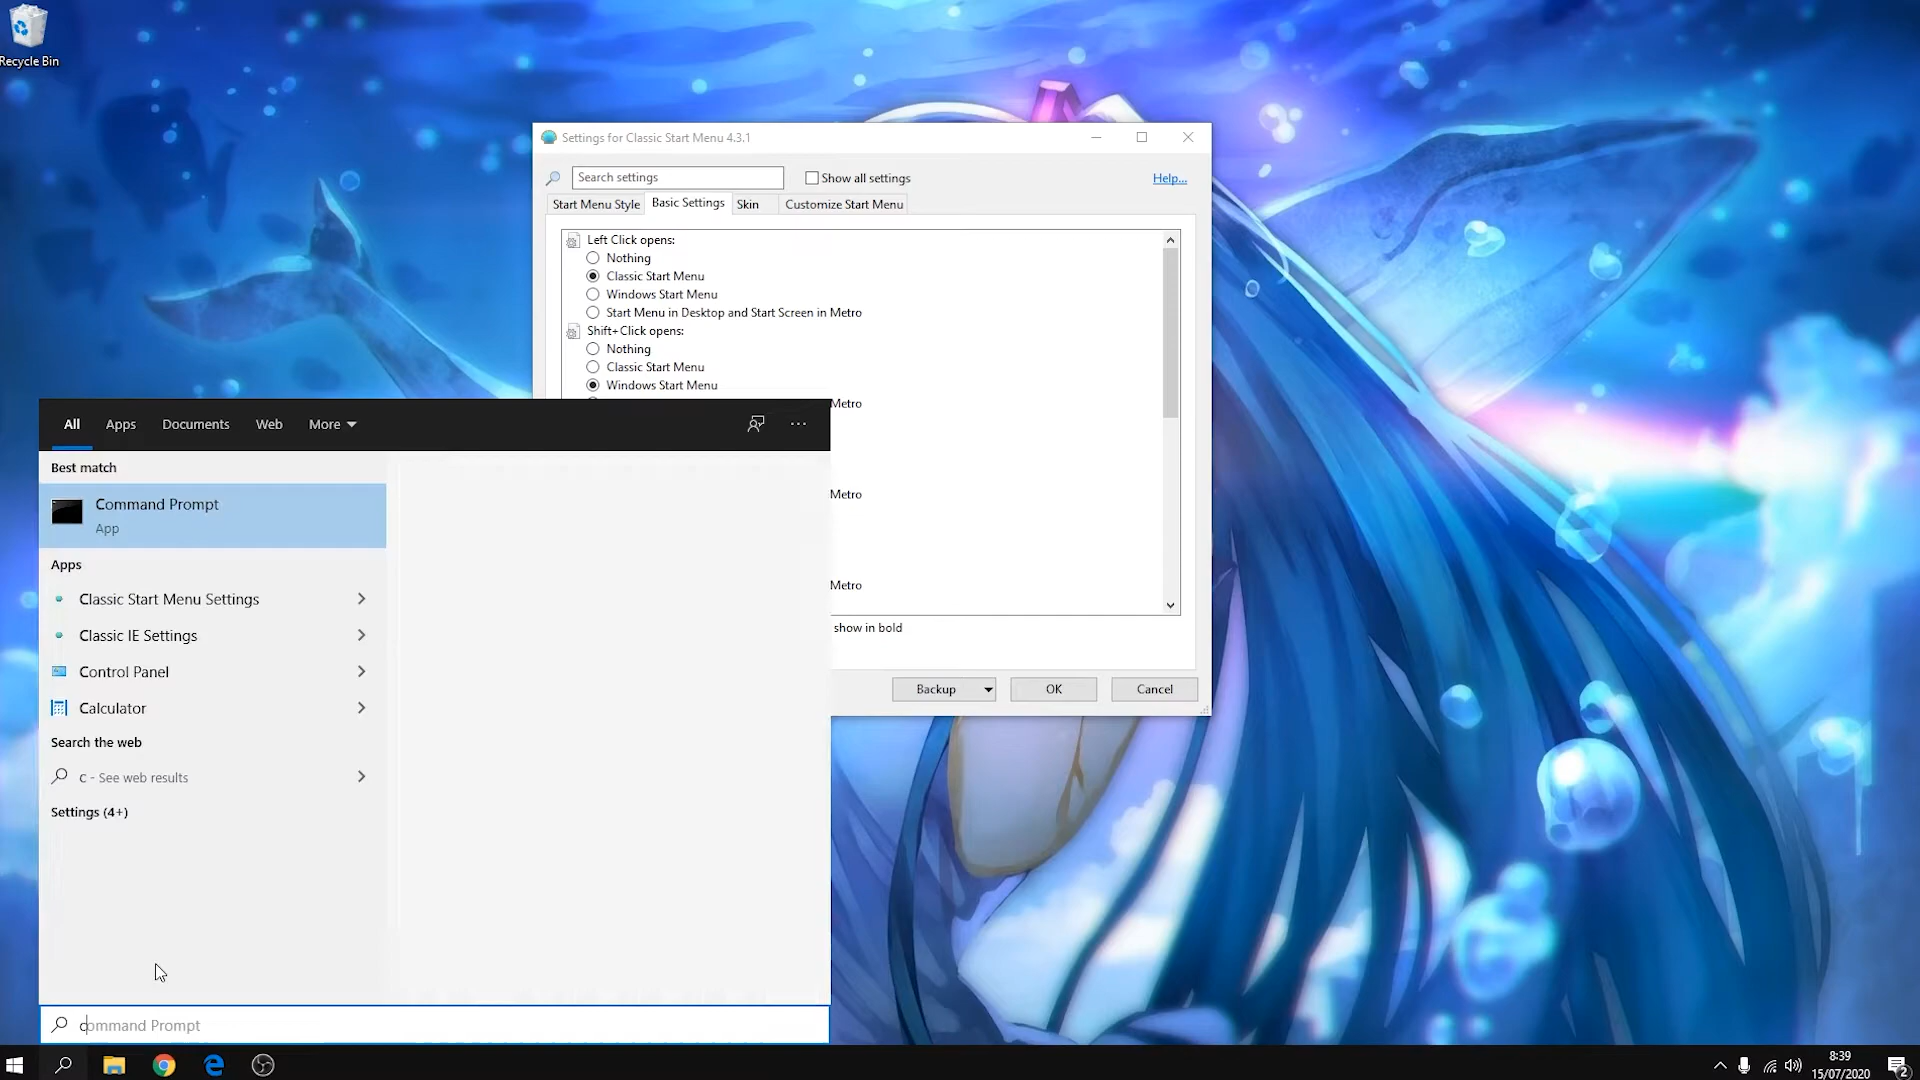 Recycle Bin
Settings for Classic Start Menu 4.3.1
Search settings
Show all settings
Help...
Start Menu Style
Basic Settings
Skin
Customize Start Menu
Left Click opens:
Nothing
Classic Start Menu
Windows Start Menu
Start Menu in Desktop and Start Screen in Metro
Shift+Click opens:
Nothing
Classic Start Menu
Windows Start Menu
Metro
Metro
Metro
show in bold
Backup
OK
Cancel
All
Apps
Documents
Web
More
Best match
Command Prompt
App
Apps
Classic Start Menu Settings
Classic IE Settings
Control Panel
Calculator
Search the web
c - See web results
Settings (4+)
command Prompt
8:39
15/07/2020
2